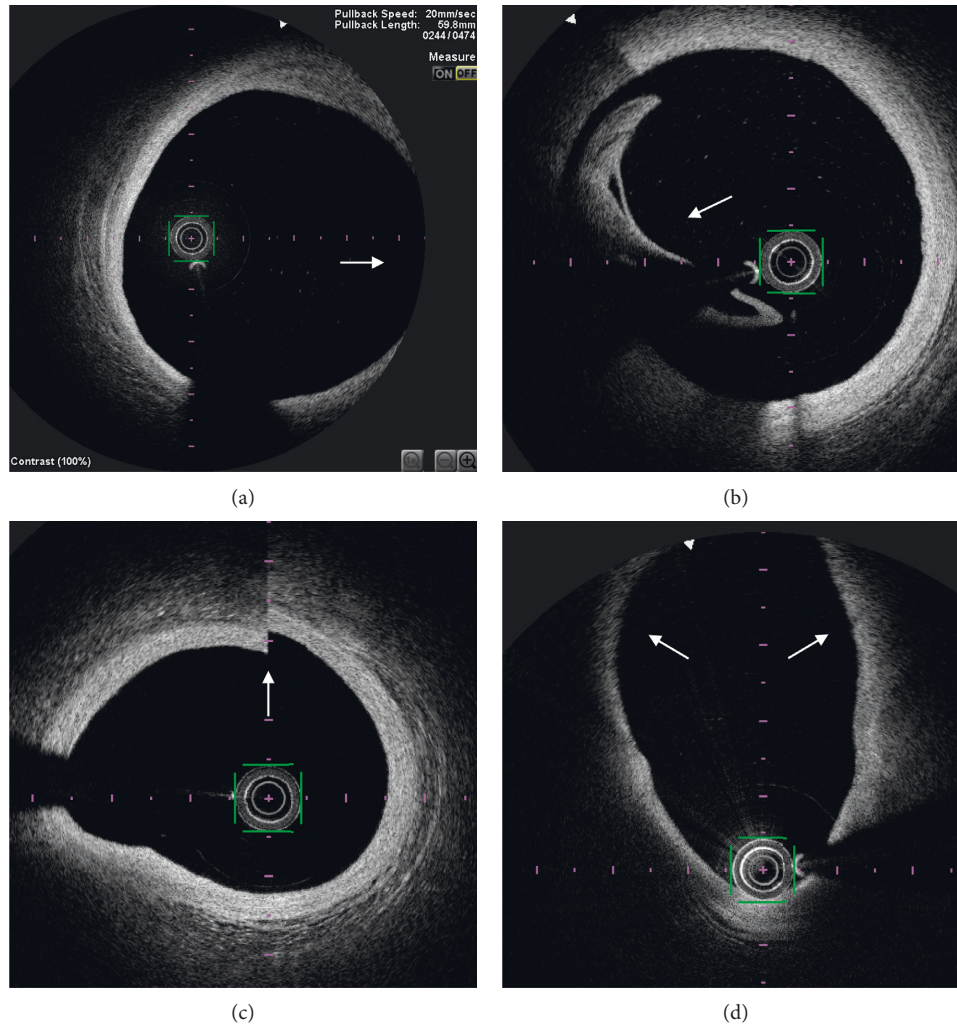 Pullback Speed: 20mm/sec
Pullback Length: 59.8mm
0244/0474
Measure
ON OFF
Contrast (100%)
(a)
(b)
(c)
(d)